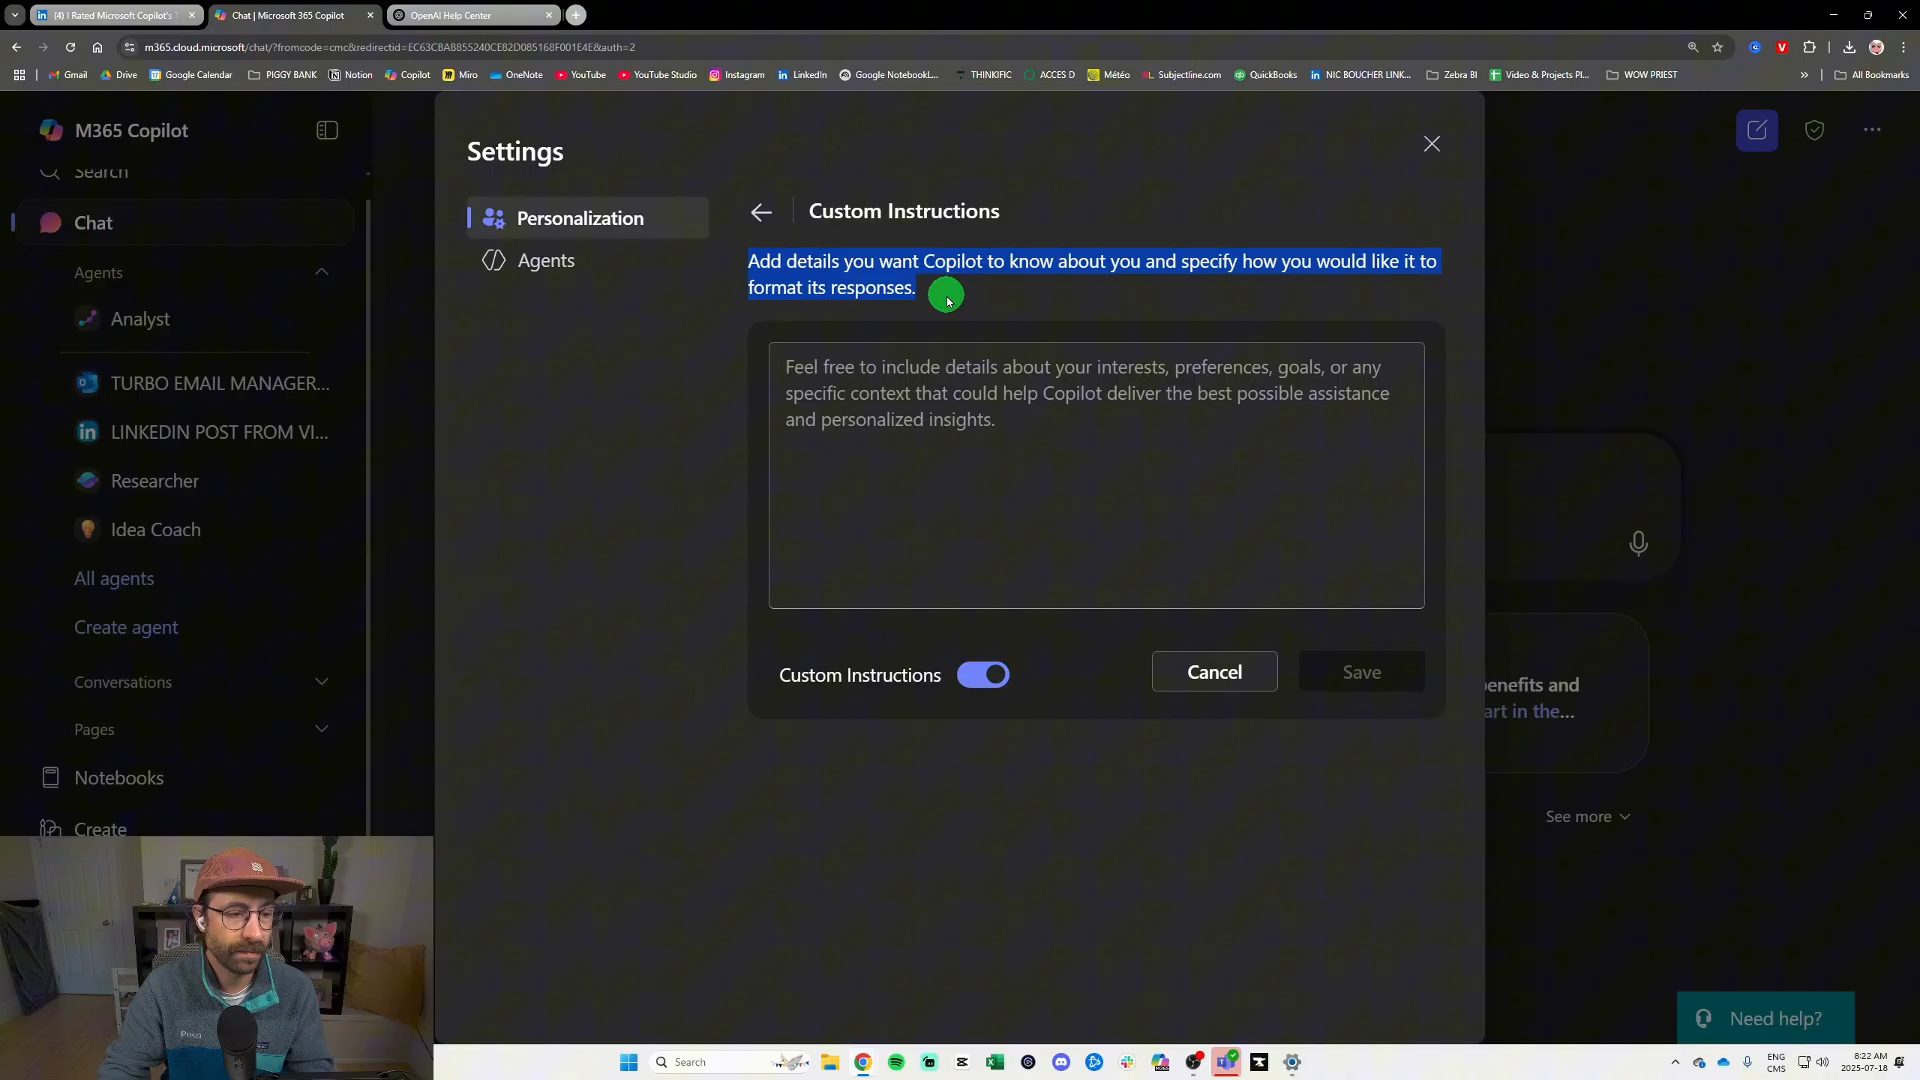 (4) I Rated Microsoft Copilot's
Chat | Microsoft 365 Copilot
OpenAI Help Center
m365.cloud.microsoft/chat/?fromcode=cmc&redirectid=EC63CBAB855240CE82D085168F001E4E&auth=2
Gmail
Drive
Google Calendar
PIGGY BANK
Notion
Copilot
Miro
OneNote
YouTube
YouTube Studio
Instagram
LinkedIn
Google NotebookL...
THINKIFIC
ACCES D
Météo
Subjectline.com
QuickBooks
NIC BOUCHER LINK...
Zebra BI
Video & Projects Pl...
WOW PRIEST
All Bookmarks
M365 Copilot
Search
Chat
Agents
Analyst
TURBO EMAIL MANAGER...
LINKEDIN POST FROM VI...
Researcher
Idea Coach
All agents
Create agent
Conversations
Pages
Notebooks
Create
Settings
Personalization
Agents
Custom Instructions
Add details you want Copilot to know about you and specify how you would like it to
format its responses.
Feel free to include details about your interests, preferences, goals, or any
specific context that could help Copilot deliver the best possible assistance
and personalized insights.
Custom Instructions
Cancel
Save
enefits and
art in the...
See more
Need help?
Search
ENG
CMS
8:22 AM
2025-07-18